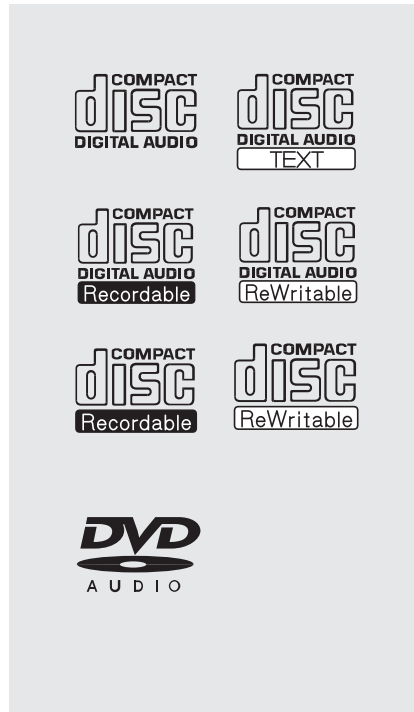 COMPACT
disc
DIGITAL AUDIO
COMPACT
disc
DIGITAL AUDIO
TEXT
COMPACT
disc
DIGITAL AUDIO
Recordable
COMPACT
disc
DIGITAL AUDIO
ReWritable
COMPACT
disc
Recordable
COMPACT
disc
ReWritable
DVD
AUDIO